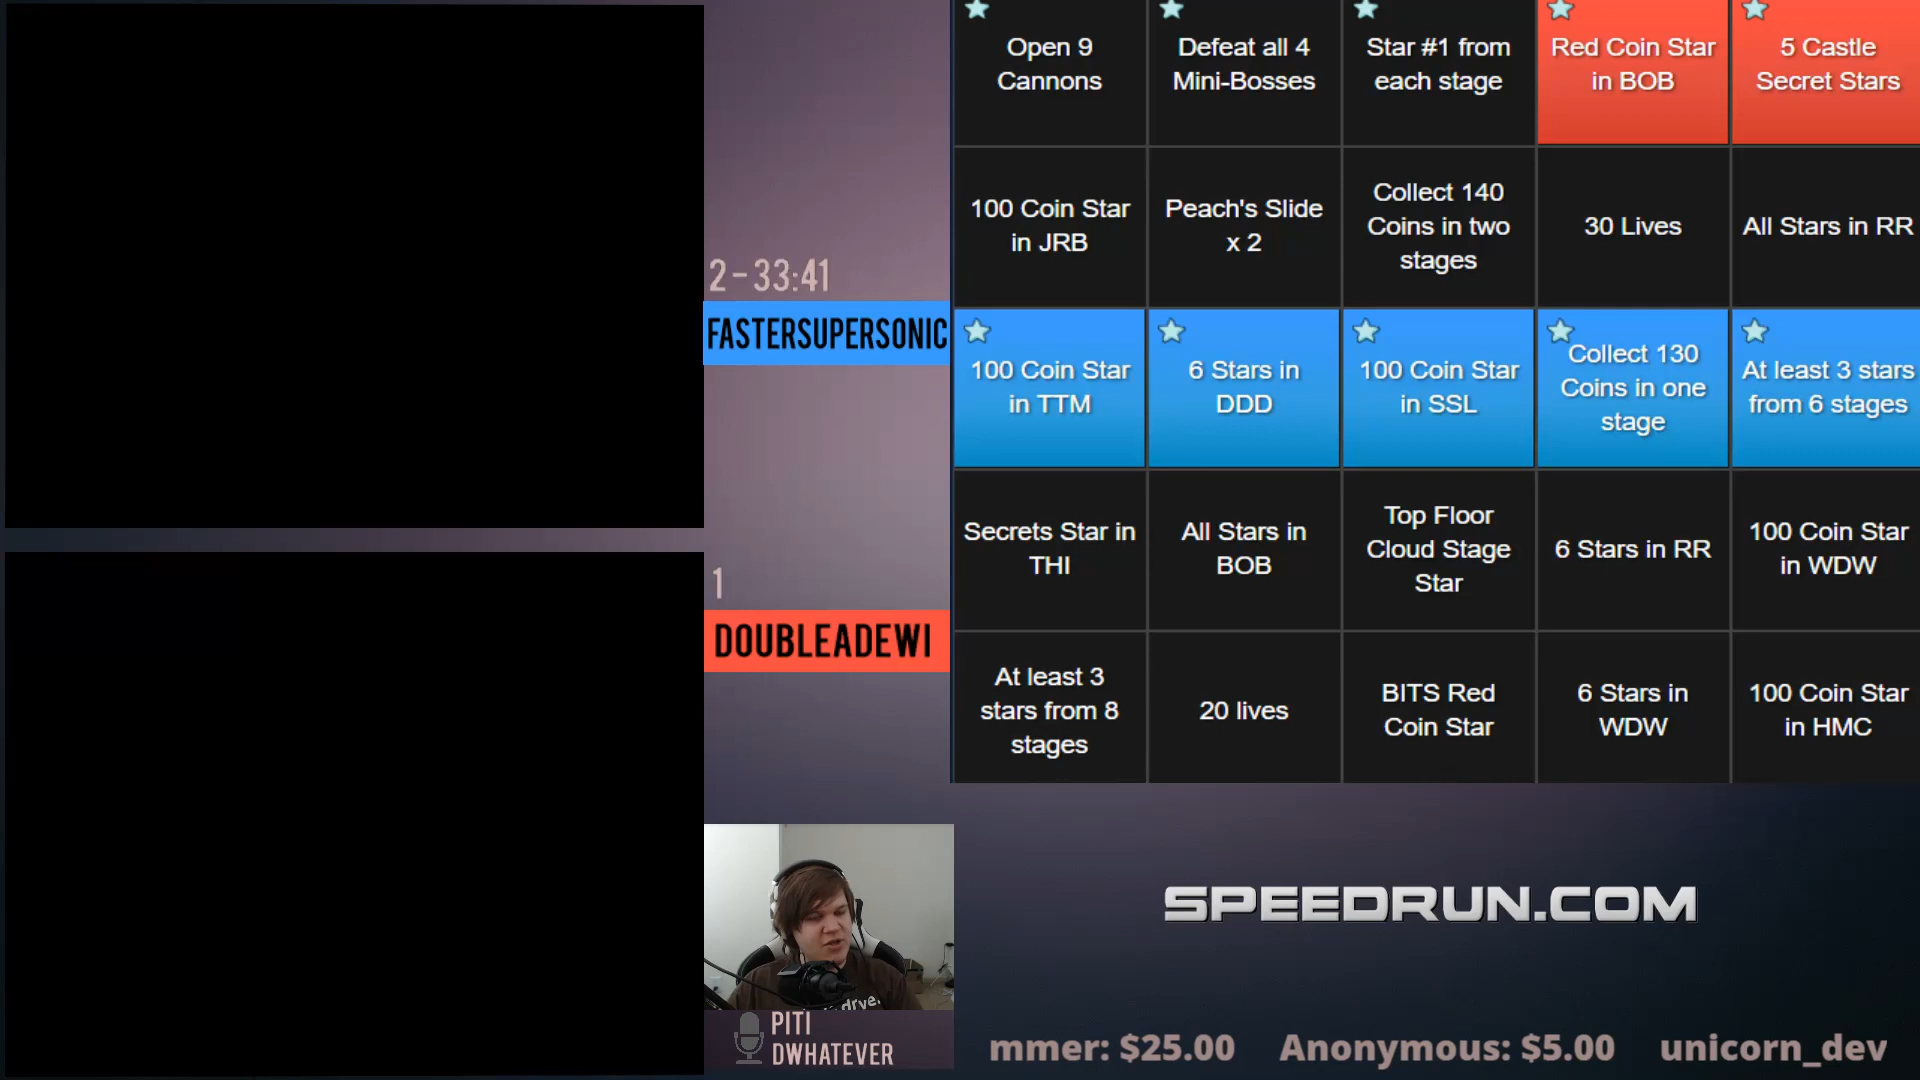 Open 9
Cannons
Defeat all 4
Mini-Bosses
Star #1 from
each stage
Red Coin Star
in BOB
5 Castle
Secret Stars
100 Coin Star
in JRB
Peach's Slide
x 2
Collect 140
Coins in two
stages
30 Lives
All Stars in RR
2 - 33:41
FASTERSUPERSONIC
100 Coin Star
in TTM
6 Stars in
DDD
100 Coin Star
in SSL
Collect 130
Coins in one
stage
At least 3 stars
from 6 stages
Secrets Star in
THI
All Stars in
BOB
Top Floor
Cloud Stage
Star
6 Stars in RR
100 Coin Star
in WDW
1
DOUBLEADEWI
At least 3
stars from 8
stages
20 lives
BITS Red
Coin Star
6 Stars in
WDW
100 Coin Star
in HMC
SPEEDRUN.COM
PITI
DWHATEVER
mmer: $25.00 Anonymous: $5.00 unicorn_dev